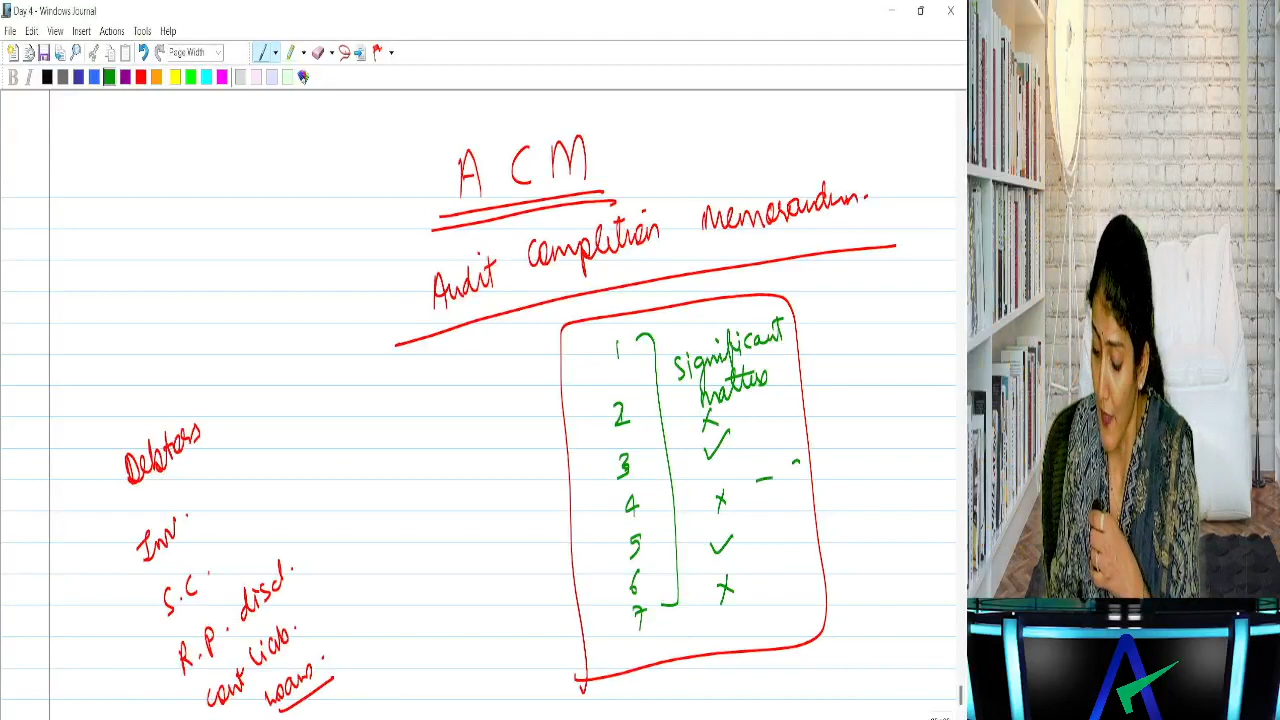 Day 4 - Windows Journal
File Edit View Insert Actions Tools Help
Page Width
B I
A C M
Audit Completion Memorandum.
1 Significant
matters
2 x
3 ✓
4 x –
5 ✓
6 x
7
Debtors
Inv.
S.C.
R.P. discl.
cont Liab.
Loans.